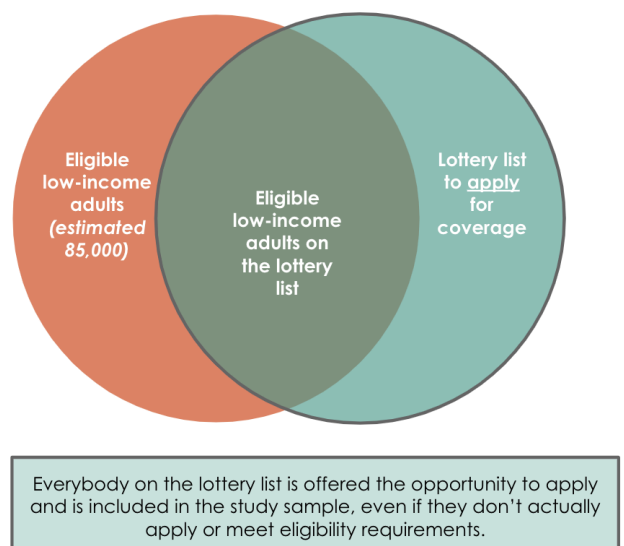 Eligible
low-income
adults
(estimated
85,000)
Eligible
low-income
adults on
the lottery
list
Lottery list
to apply
for
coverage
Everybody on the lottery list is offered the opportunity to apply
and is included in the study sample, even if they don’t actually
apply or meet eligibility requirements.